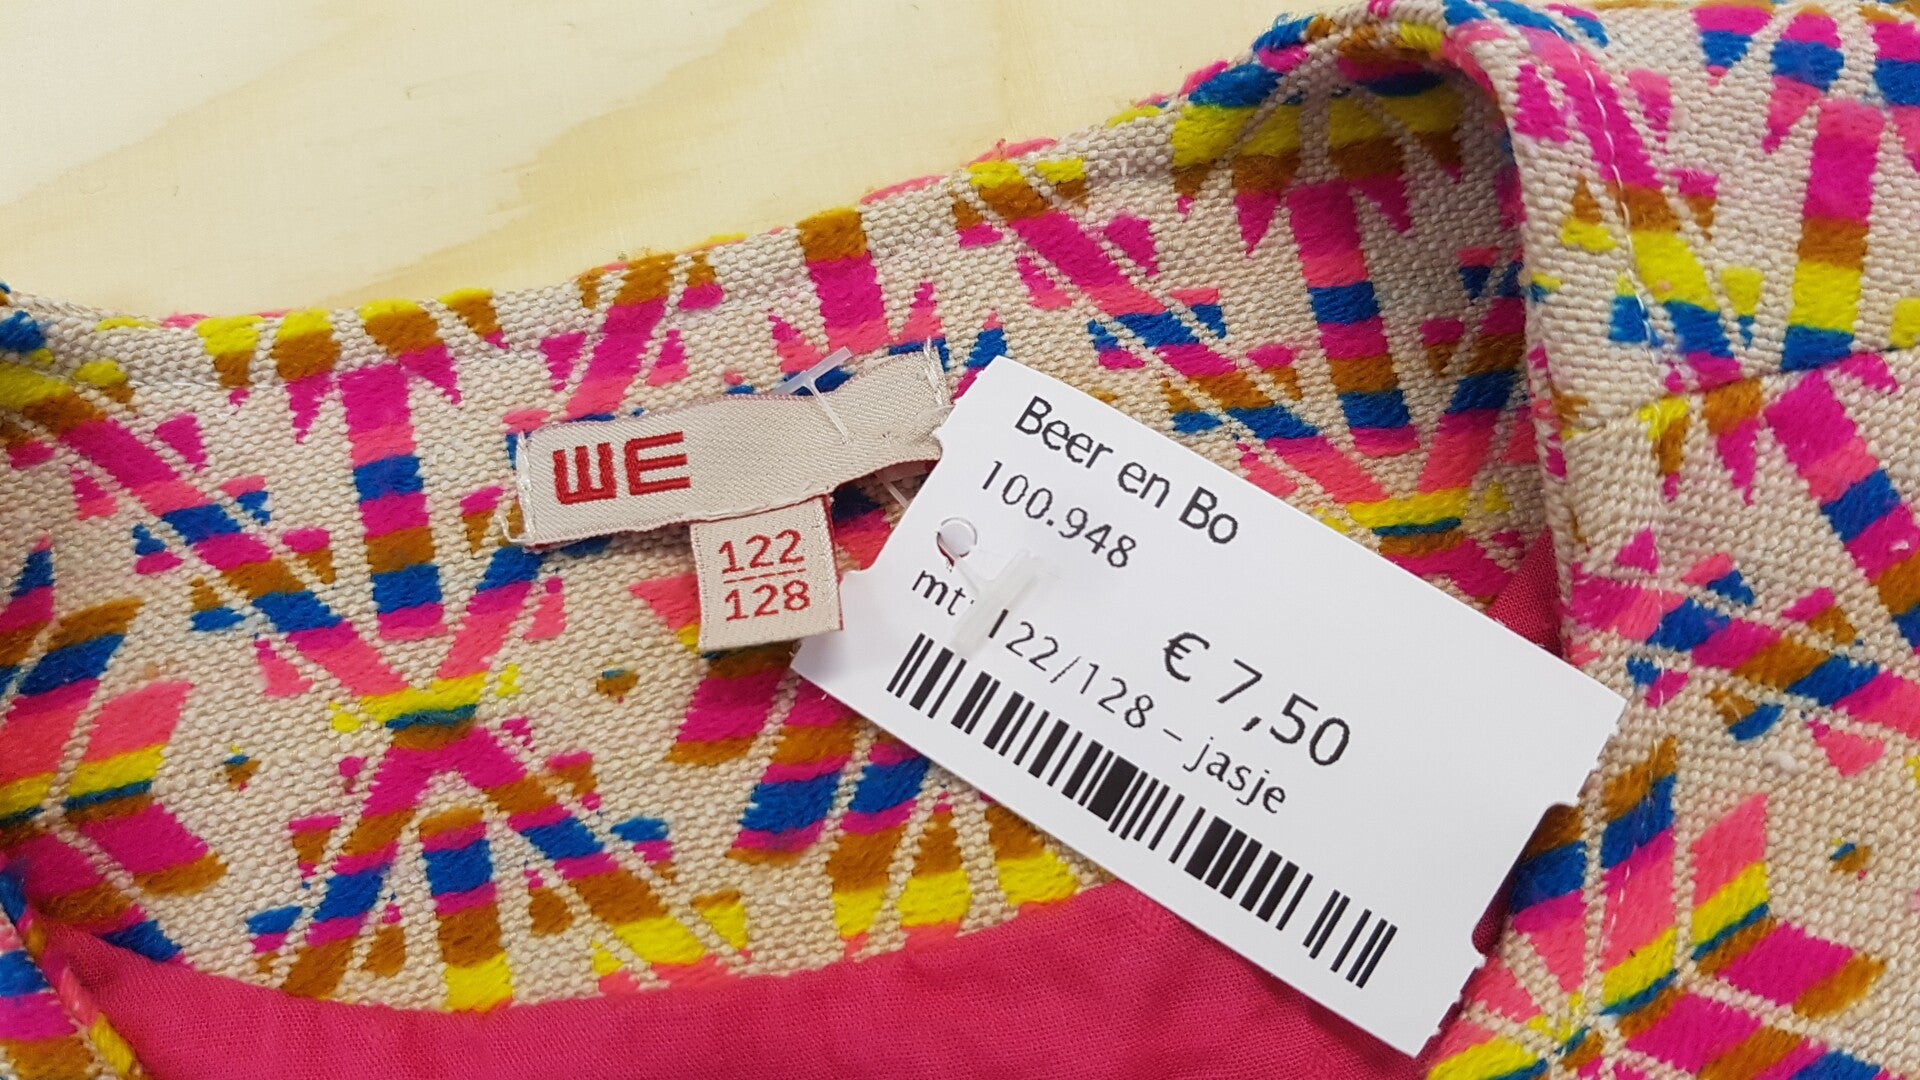 WE
122
128
Beer en Bo
100.948
mt 122/128 - jasje
€ 7,50